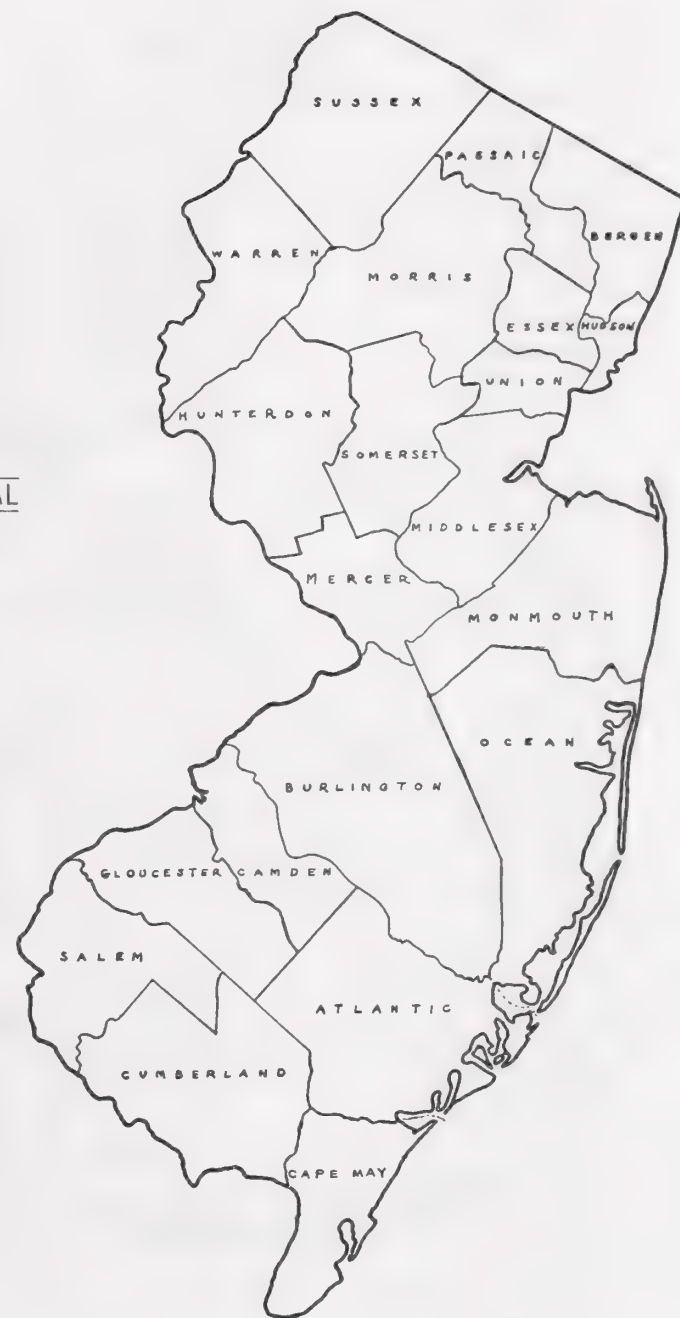 SUSSEX
PASSAIC
BERGEN
WARREN
MORRIS
ESSEX
HUDSON
UNION
HUNTERDON
SOMERSET
AL
MIDDLESEX
MERCER
MONMOUTH
OCEAN
BURLINGTON
GLOUCESTER
CAMDEN
SALEM
ATLANTIC
CUMBERLAND
CAPE MAY